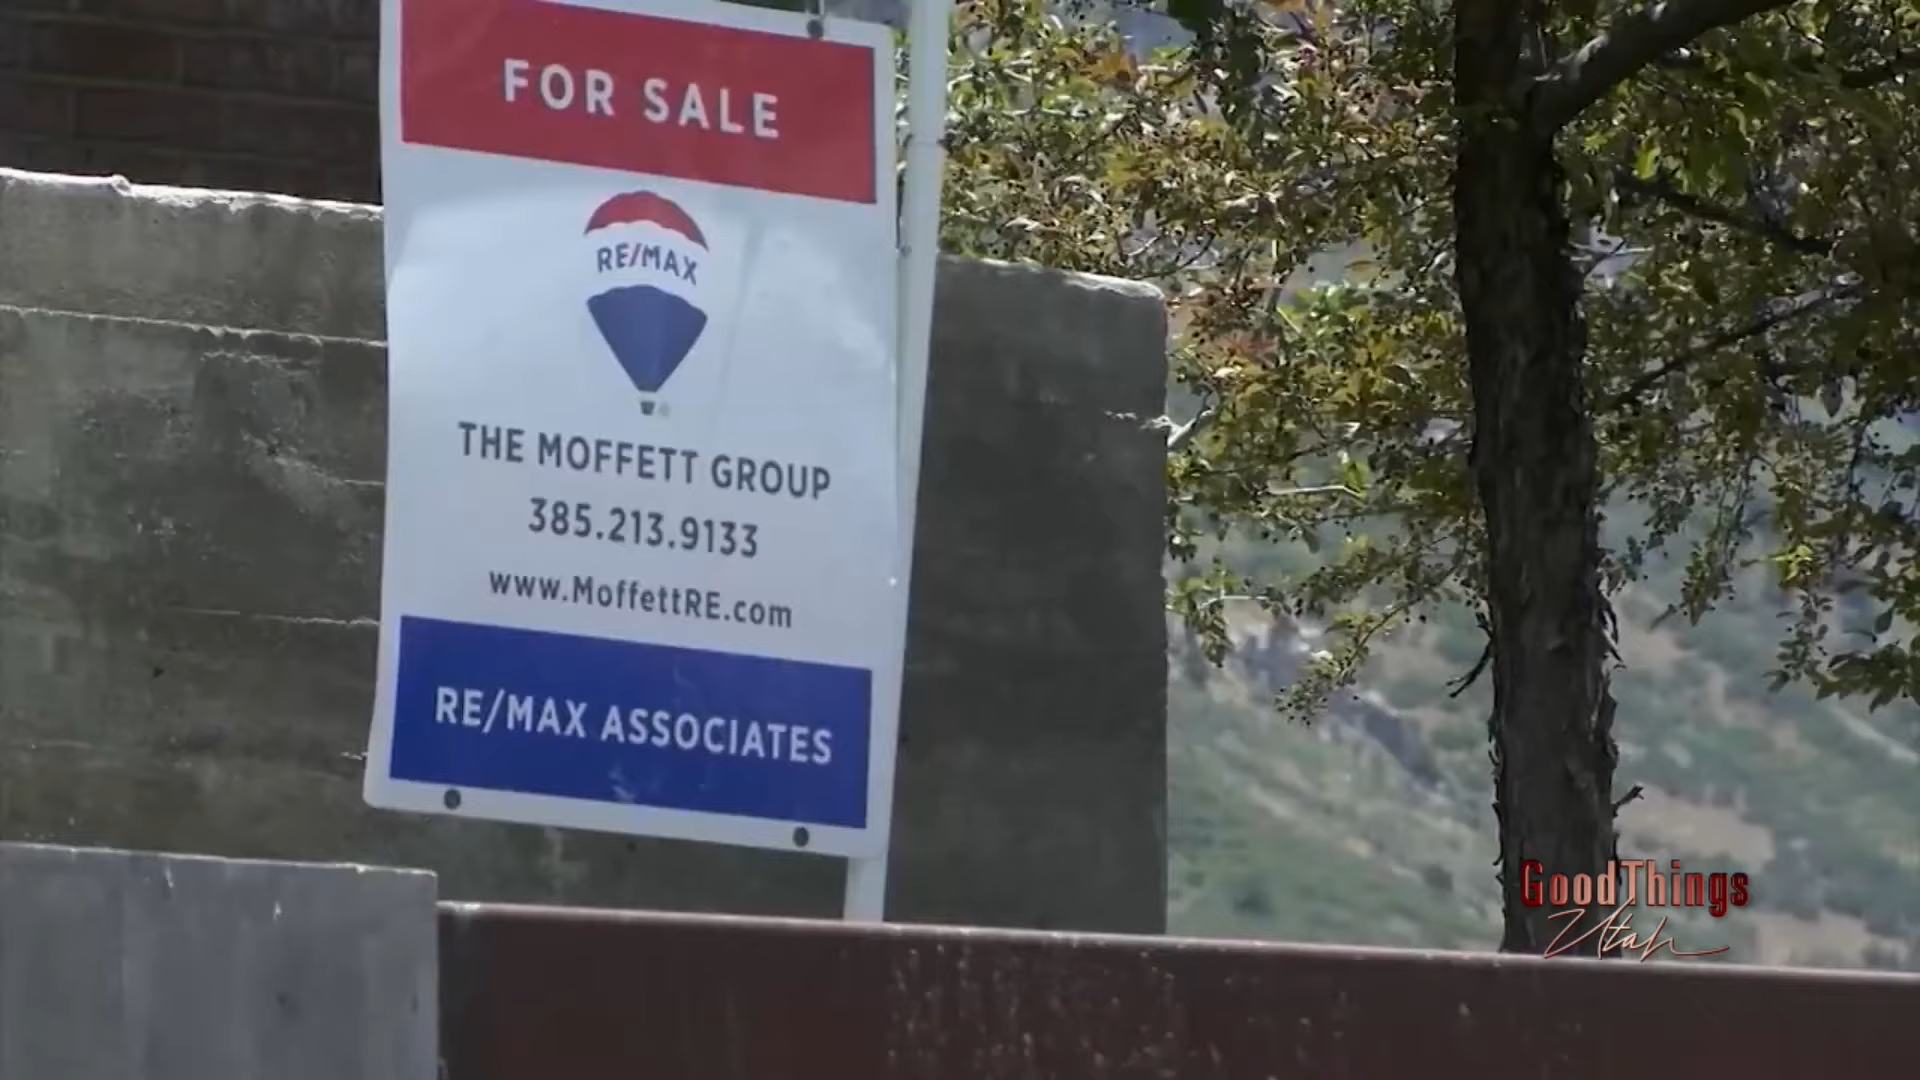 FOR SALE
RE/MAX
THE MOFFETT GROUP
385.213.9133
www.MoffettRE.com
RE/MAX ASSOCIATES
GoodThings
Utah